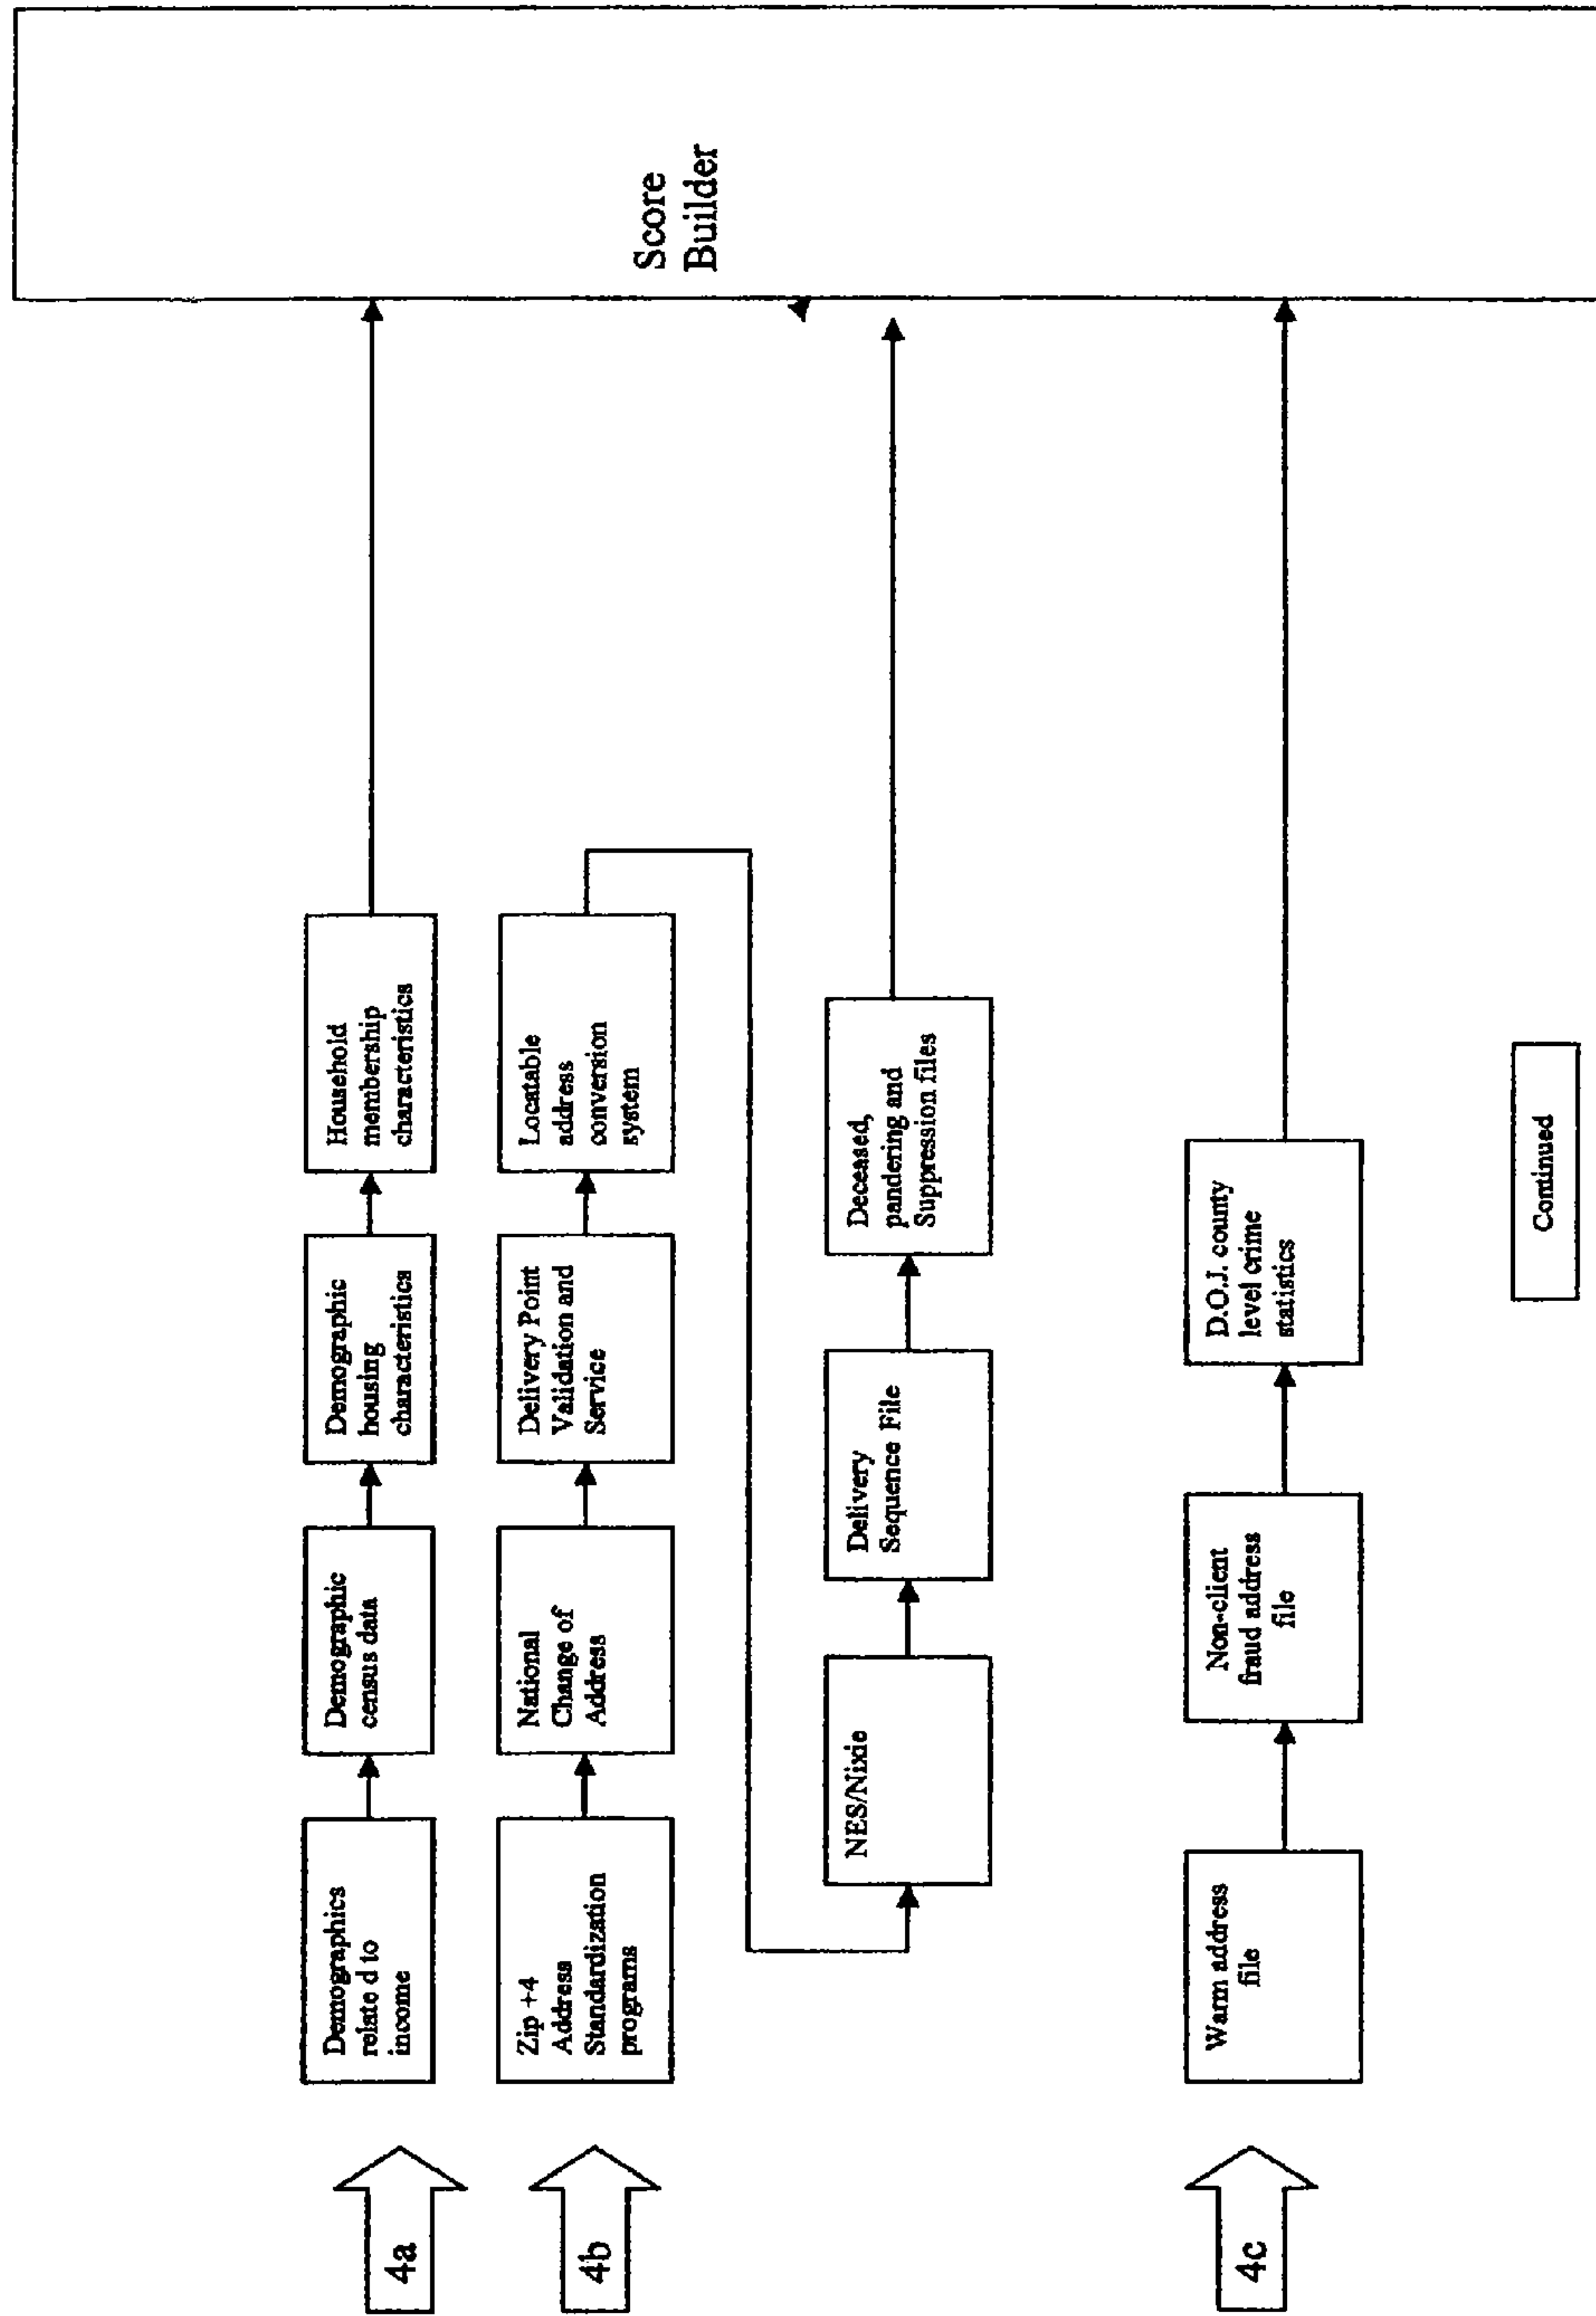 4a
Demographics
relate d to
income
Demographic
census data
Demographic
housing
characteristics
Household
membership
characteristics
4b
Zip +4
Address
Standardization
programs
National
Change of
Address
Delivery Point
Validation and
Service
Locatable
address
conversion
system
Score
Builder
NES/Nixie
Delivery
Sequence File
Deceased,
pandering and
Suppression files
4c
Warm address
file
Non-client
fraud address
file
D.O.J. county
level crime
statistics
Continued